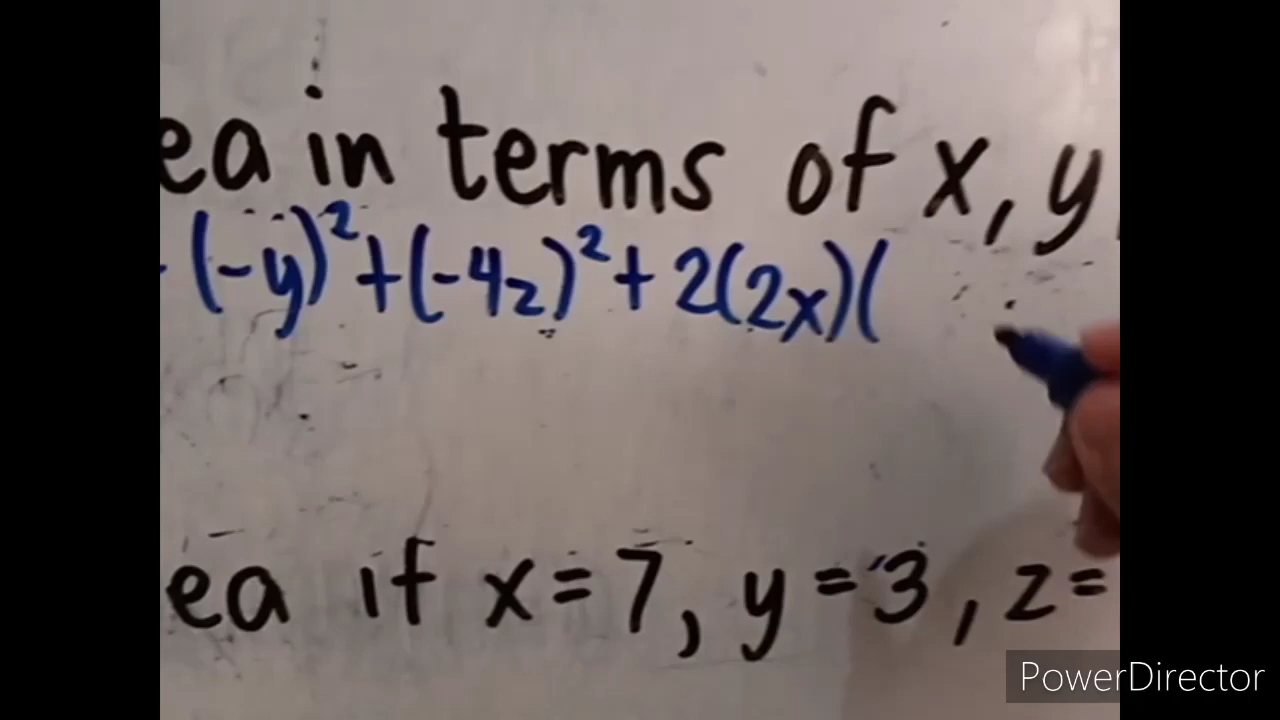 ea in terms of x, y
(-y)²+(-4z)²+2(2x)(
ea if x=7, y=3, z=
PowerDirector